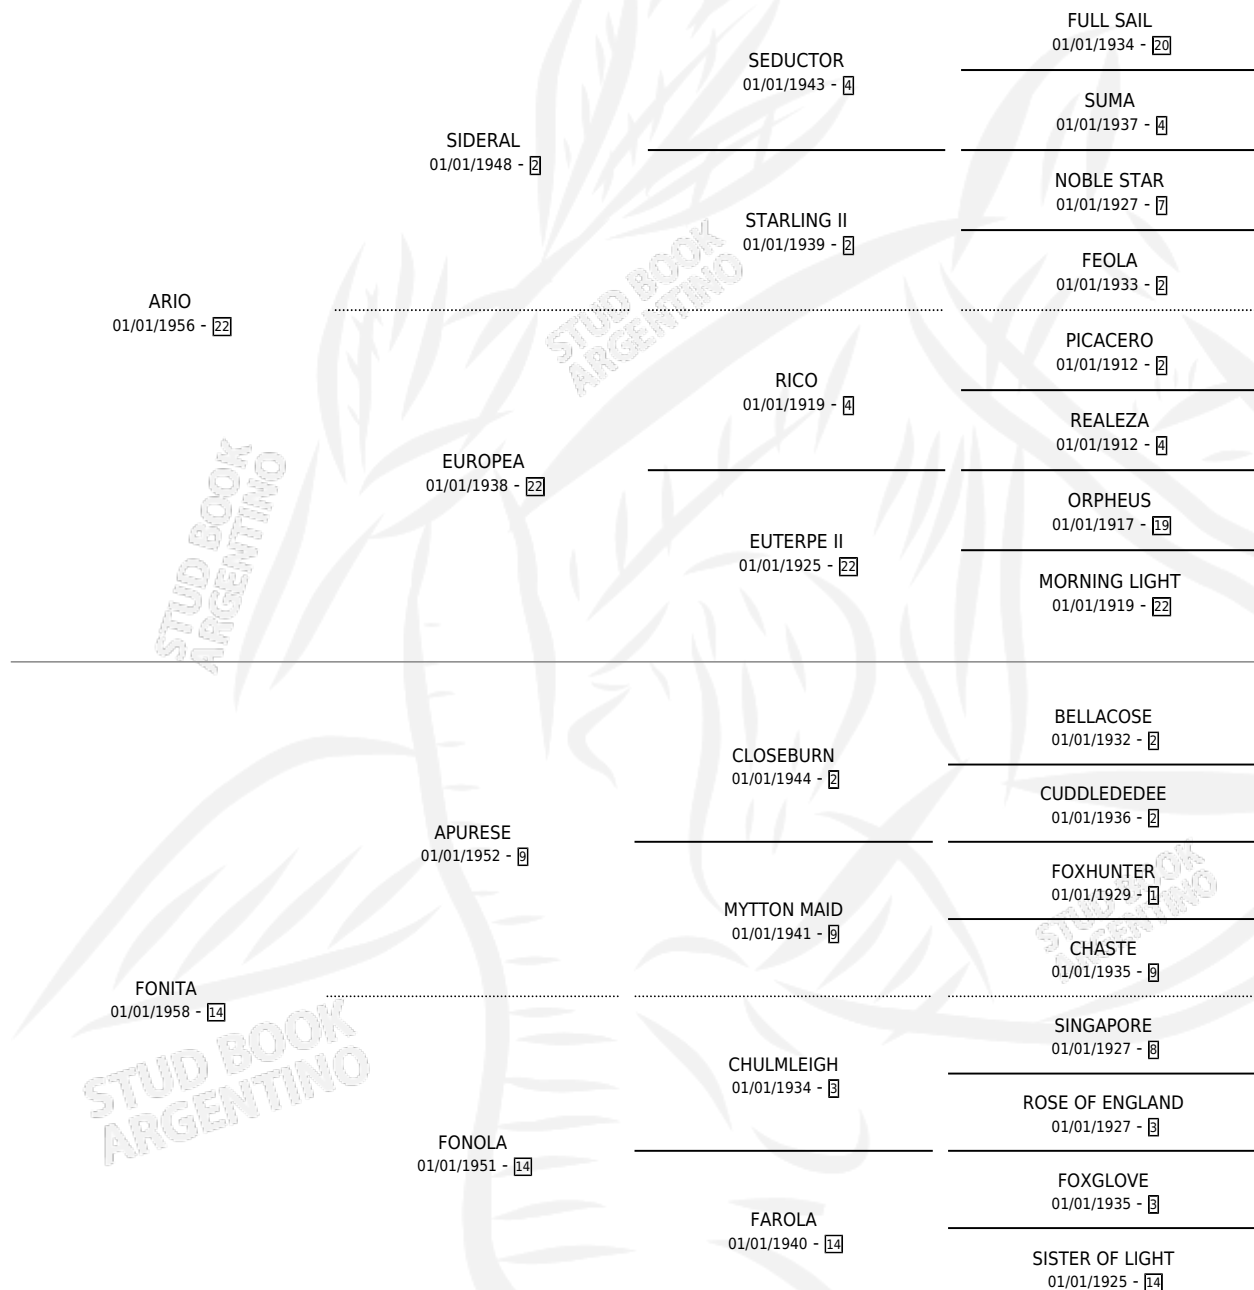 FULL SAIL
01/01/1934 - 20
SEDUCTOR
01/01/1943 - 4
SUMA
01/01/1937 - 4
SIDERAL
01/01/1948 - 2
NOBLE STAR
01/01/1927 - 7
STARLING II
01/01/1939 - 2
FEOLA
01/01/1933 - 2
ARIO
01/01/1956 - 22
PICACERO
01/01/1912 - 2
RICO
01/01/1919 - 4
REALEZA
01/01/1912 - 4
EUROPEA
01/01/1938 - 22
ORPHEUS
01/01/1917 - 19
EUTERPE II
01/01/1925 - 22
MORNING LIGHT
01/01/1919 - 22
BELLACOSE
01/01/1932 - 2
CLOSEBURN
01/01/1944 - 2
CUDDLEDEDEE
01/01/1936 - 2
APURESE
01/01/1952 - 9
FOXHUNTER
01/01/1929 - 1
MYTTON MAID
01/01/1941 - 9
CHASTE
01/01/1935 - 9
FONITA
01/01/1958 - 14
SINGAPORE
01/01/1927 - 8
CHULMLEIGH
01/01/1934 - 3
ROSE OF ENGLAND
01/01/1927 - 3
FONOLA
01/01/1951 - 14
FOXGLOVE
01/01/1935 - 3
FAROLA
01/01/1940 - 14
SISTER OF LIGHT
01/01/1925 - 14
STUD BOOK
ARGENTINO
STUD BOOK
ARGENTINO
STUD BOOK
ARGENTINO
STUD BOOK
ARGENTINO